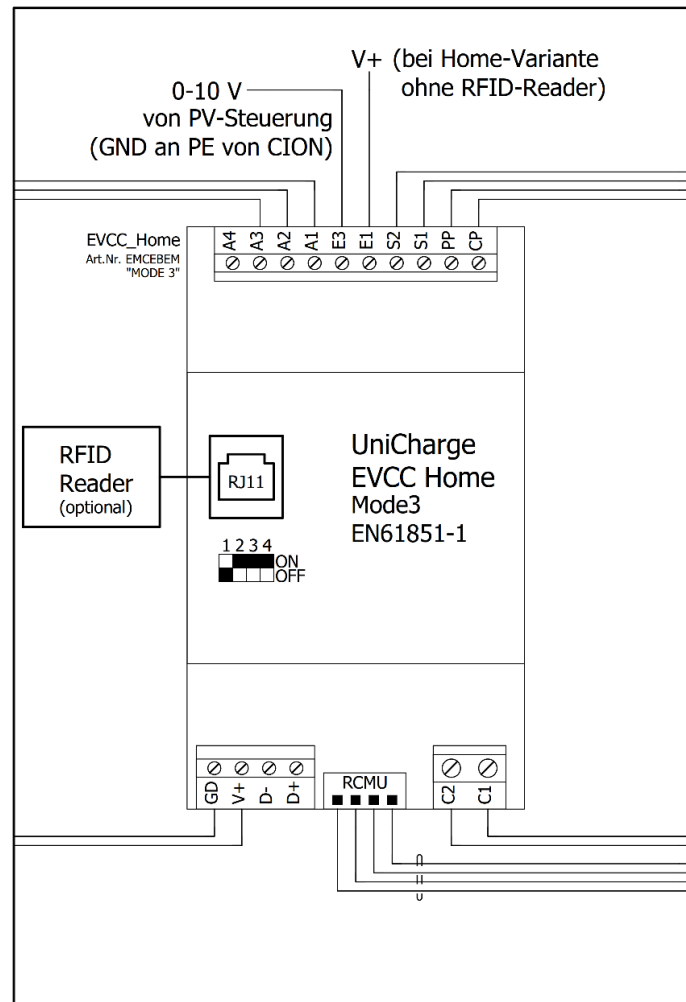 V+ (bei Home-Variante
ohne RFID-Reader)
0-10 V
von PV-Steuerung
(GND an PE von CION)
EVCC_Home
Art.Nr. EMCEBEM
"MODE 3"
A4 A3 A2 A1 E3 E1 S2 S1 PP CP
RFID
Reader
(optional)
RJ11
UniCharge
EVCC Home
Mode3
EN61851-1
1 2 3 4
ON
OFF
GD V+ D- D+
RCMU
C2 C1